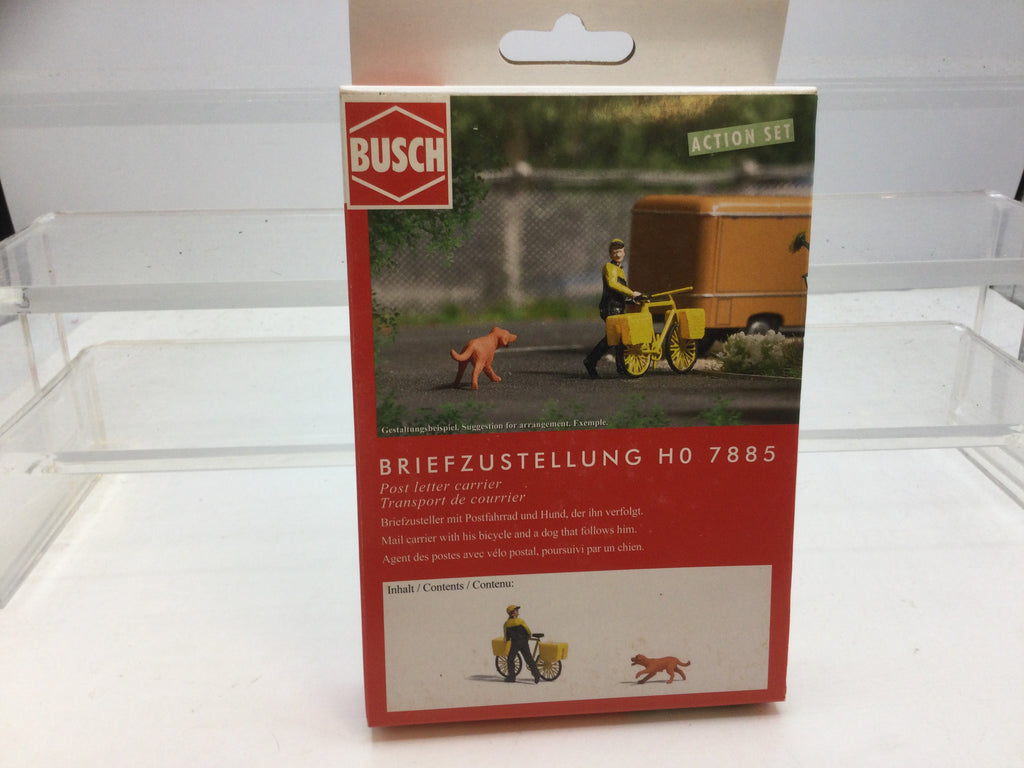 BUSCH
ACTION SET
Gestaltungsbeispiel. Suggestion for arrangement. Exemple.
BRIEFZUSTELLUNG H0 7885
Post letter carrier
Transport de courrier
Briefzusteller mit Postfahrrad und Hund, der ihn verfolgt.
Mail carrier with his bicycle and a dog that follows him.
Agent des postes avec vélo postal, poursuivi par un chien.
Inhalt / Contents / Contenu: